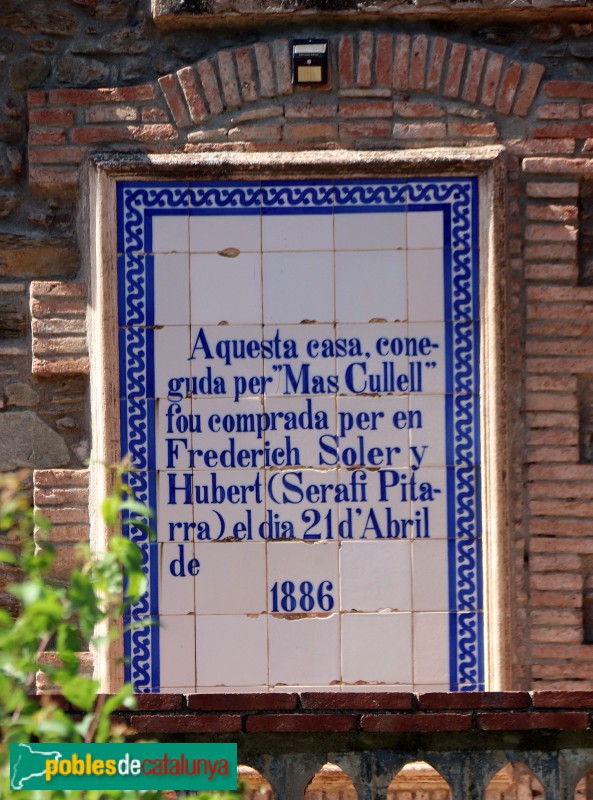 Aquesta casa, cone-
guda per "Mas Cullell"
fou comprada per en
Frederich Soler y
Hubert (Serafi Pitar-
ra) el dia 21 d'Abril
de
1886
poblesdecatalunya